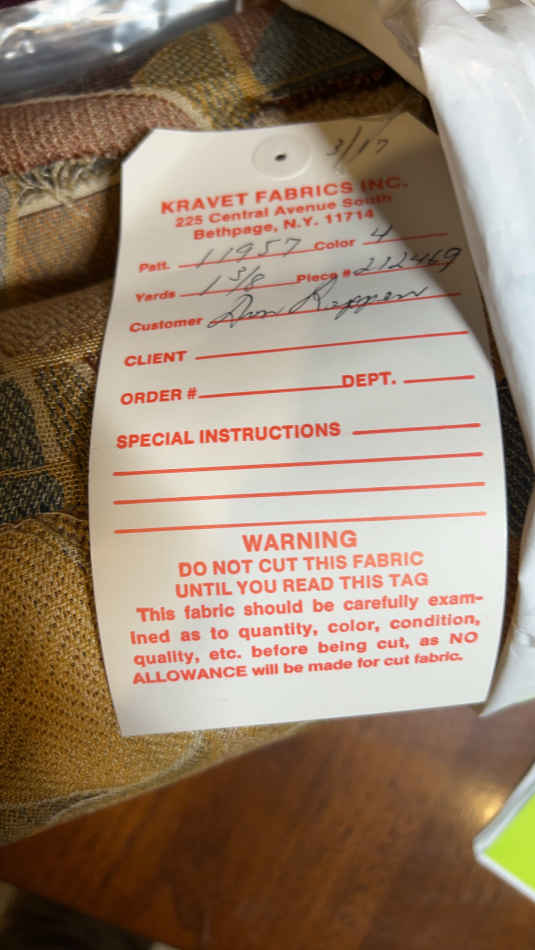 3/17
KRAVET FABRICS INC.
225 Central Avenue South
Bethpage, N.Y. 11714
Patt. 11957 Color 4
Yards 1 3/8 Piece # 212469
Customer
CLIENT
ORDER # DEPT.
SPECIAL INSTRUCTIONS
WARNING
DO NOT CUT THIS FABRIC
UNTIL YOU READ THIS TAG
This fabric should be carefully exam-
ined as to quantity, color, condition,
quality, etc. before being cut, as NO
ALLOWANCE will be made for cut fabric.